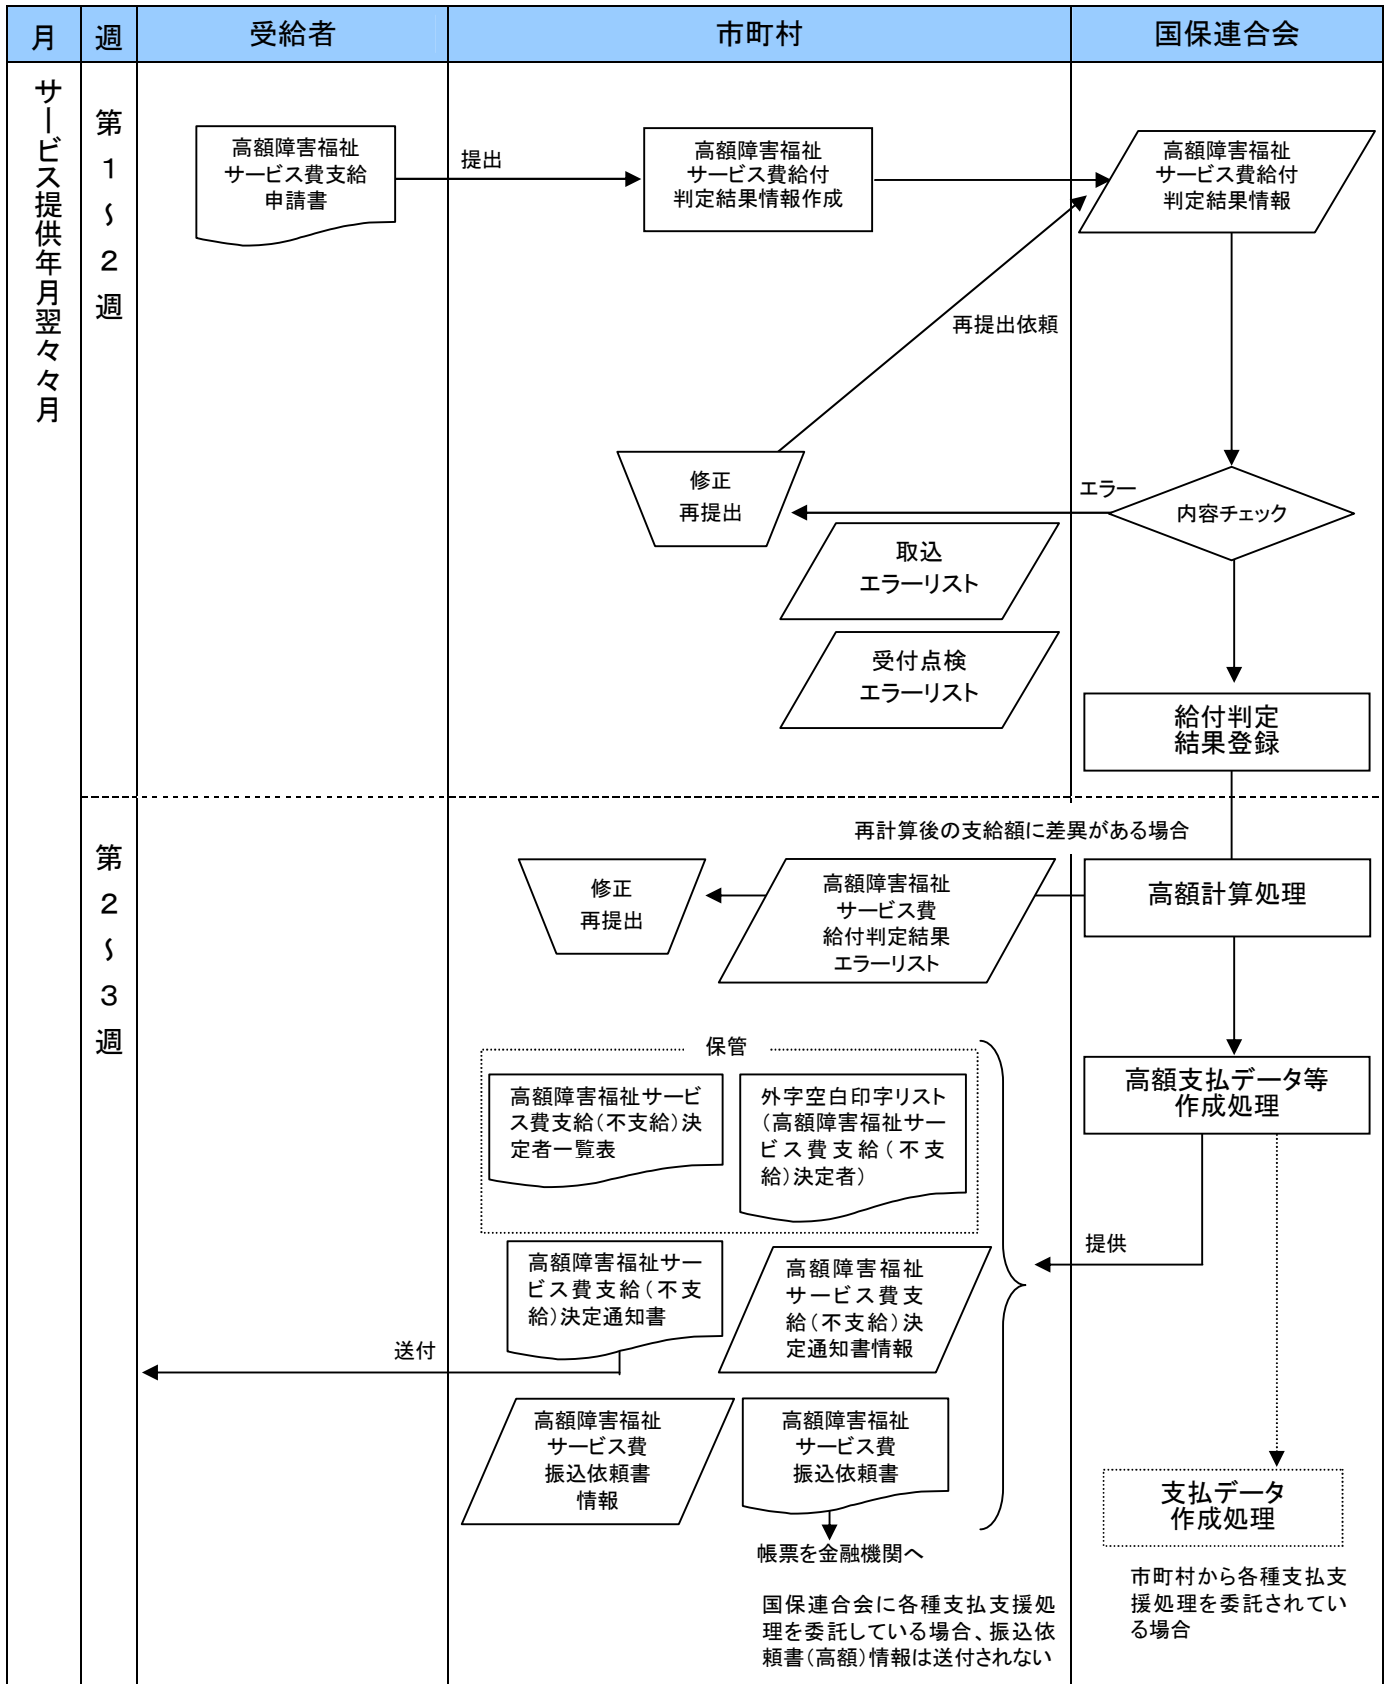 月 週 受給者 市町村 国保連合会
サービス提供年月翌々々月
第1～2週
高額障害福祉
サービス費支給
申請書
提出
高額障害福祉
サービス費給付
判定結果情報作成
高額障害福祉
サービス費給付
判定結果情報
再提出依頼
修正
再提出
エラー
内容チェック
取込
エラーリスト
受付点検
エラーリスト
給付判定
結果登録
第2～3週
再計算後の支給額に差異がある場合
修正
再提出
高額障害福祉
サービス費
給付判定結果
エラーリスト
高額計算処理
保管
高額障害福祉サービ
ス費支給(不支給)決
定者一覧表
外字空白印字リスト
(高額障害福祉サー
ビス費支給(不支
給)決定者)
高額支払データ等
作成処理
提供
高額障害福祉サー
ビス費支給(不支
給)決定通知書
高額障害福祉
サービス費支
給(不支給)決
定通知書情報
送付
高額障害福祉
サービス費
振込依頼書
情報
高額障害福祉
サービス費
振込依頼書
帳票を金融機関へ
支払データ
作成処理
国保連合会に各種支払支援処
理を委託している場合、振込依
頼書(高額)情報は送付されない
市町村から各種支払支
援処理を委託されてい
る場合